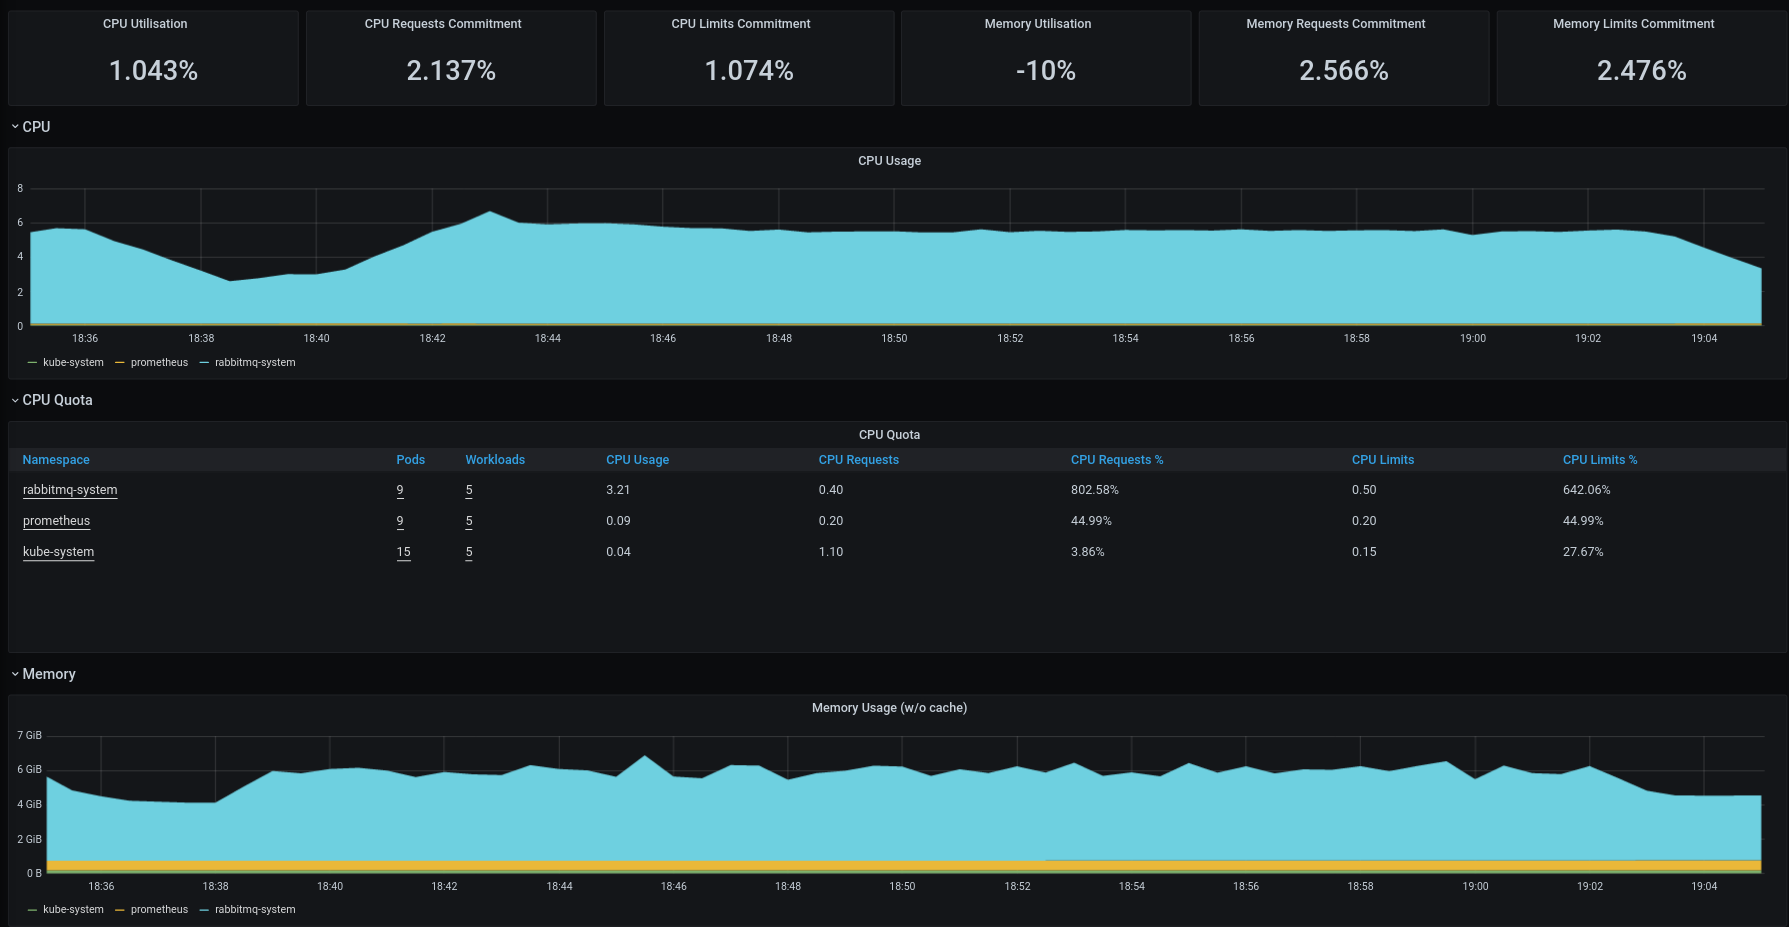 CPU Utilisation CPU Requests Commitment CPU Limits Commitment Memory Utilisation Memory Requests Commitment Memory Limits Commitment
1.043% 2.137% 1.074% -10% 2.566% 2.476%
CPU
CPU Usage
8
6
4
2
0
18:36 18:38 18:40 18:42 18:44 18:46 18:48 18:50 18:52 18:54 18:56 18:58 19:00 19:02 19:04
kube-system prometheus rabbitmq-system
CPU Quota
CPU Quota
Namespace Pods Workloads CPU Usage CPU Requests CPU Requests % CPU Limits CPU Limits %
rabbitmq-system 9 5 3.21 0.40 802.58% 0.50 642.06%
prometheus 9 5 0.09 0.20 44.99% 0.20 44.99%
kube-system 15 5 0.04 1.10 3.86% 0.15 27.67%
Memory
Memory Usage (w/o cache)
7 GiB
6 GiB
4 GiB
2 GiB
0 B
18:36 18:38 18:40 18:42 18:44 18:46 18:48 18:50 18:52 18:54 18:56 18:58 19:00 19:02 19:04
kube-system prometheus rabbitmq-system